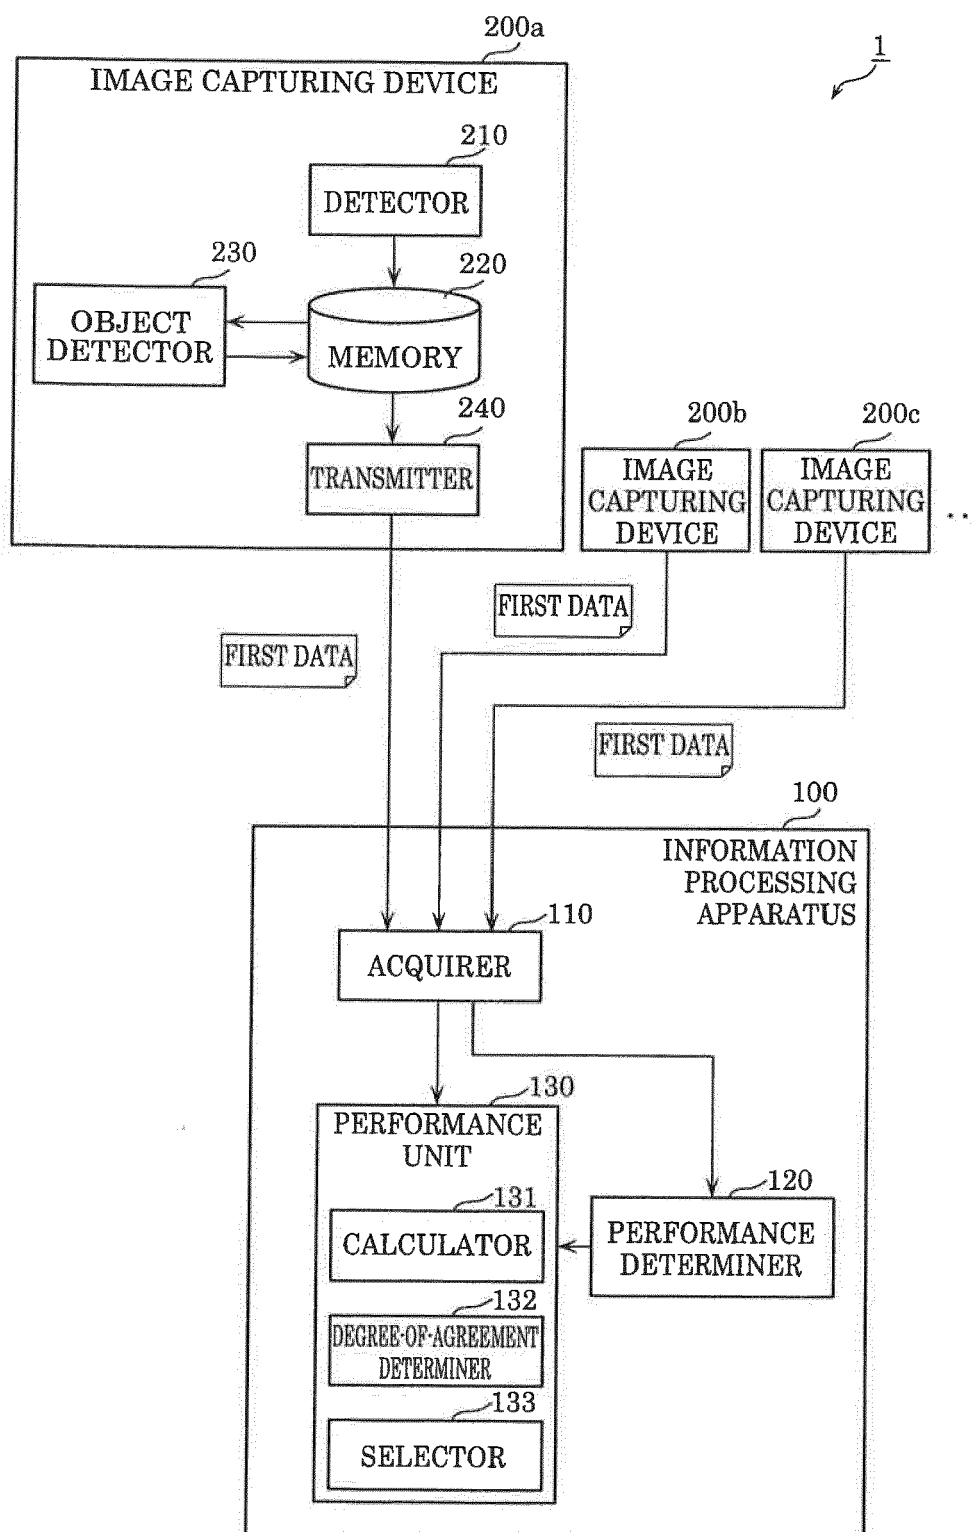 200a
1
IMAGE CAPTURING DEVICE
210
DETECTOR
230
220
OBJECT
DETECTOR
MEMORY
240
TRANSMITTER
200b
200c
IMAGE
CAPTURING
DEVICE
IMAGE
CAPTURING
DEVICE
..
FIRST DATA
FIRST DATA
FIRST DATA
100
INFORMATION
PROCESSING
APPARATUS
110
ACQUIRER
130
PERFORMANCE
UNIT
120
PERFORMANCE
DETERMINER
131
CALCULATOR
132
DEGREE-OF-AGREEMENT
DETERMINER
133
SELECTOR